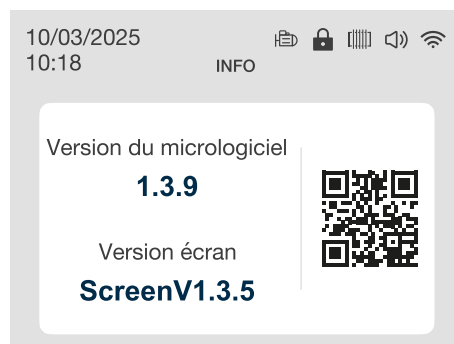 10/03/2025
10:18
INFO
Version du micrologiciel
1.3.9
Version écran
ScreenV1.3.5